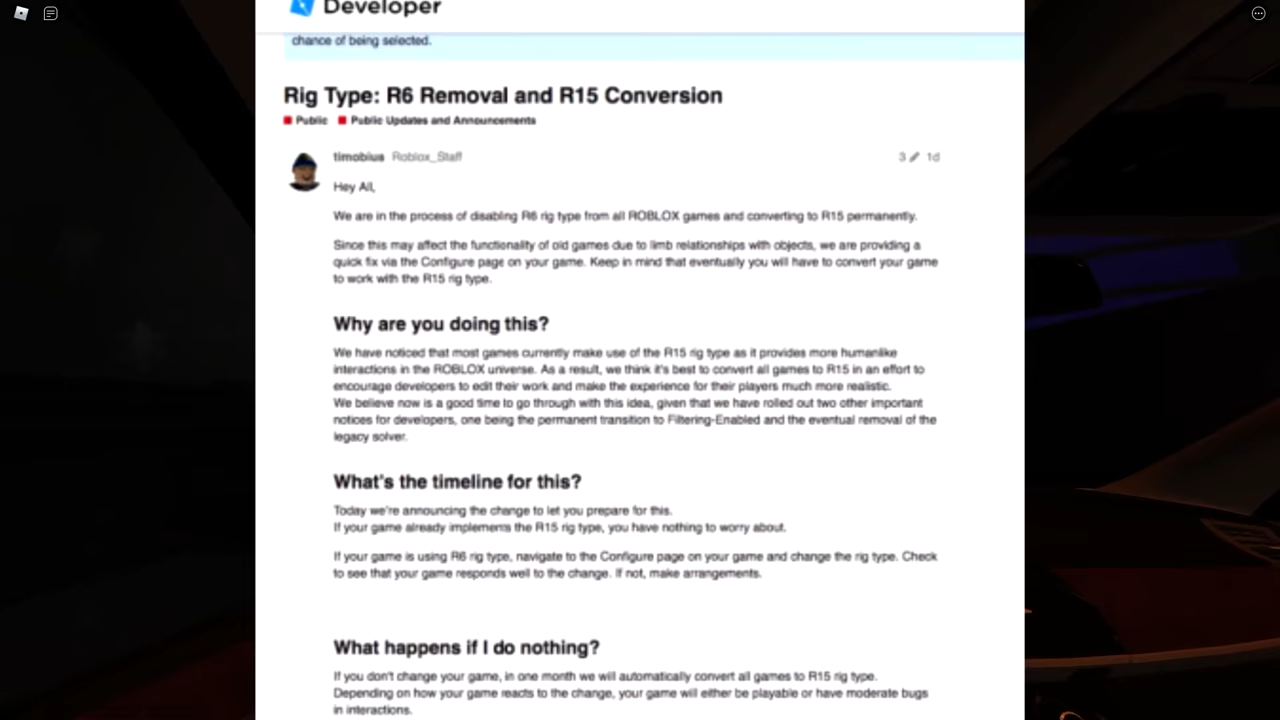 Developer
chance of being selected.
Rig Type: R6 Removal and R15 Conversion
Public Public Updates and Announcements
timobius Roblox_Staff 3 1d
Hey All,
We are in the process of disabling R6 rig type from all ROBLOX games and converting to R15 permanently.
Since this may affect the functionality of old games due to limb relationships with objects, we are providing a
quick fix via the Configure page on your game. Keep in mind that eventually you will have to convert your game
to work with the R15 rig type.
Why are you doing this?
We have noticed that most games currently make use of the R15 rig type as it provides more humanlike
interactions in the ROBLOX universe. As a result, we think it's best to convert all games to R15 in an effort to
encourage developers to edit their work and make the experience for their players much more realistic.
We believe now is a good time to go through with this idea, given that we have rolled out two other important
notices for developers, one being the permanent transition to Filtering-Enabled and the eventual removal of the
legacy solver.
What's the timeline for this?
Today we're announcing the change to let you prepare for this.
If your game already implements the R15 rig type, you have nothing to worry about.
If your game is using R6 rig type, navigate to the Configure page on your game and change the rig type. Check
to see that your game responds well to the change. If not, make arrangements.
What happens if I do nothing?
If you don't change your game, in one month we will automatically convert all games to R15 rig type.
Depending on how your game reacts to the change, your game will either be playable or have moderate bugs
in interactions.